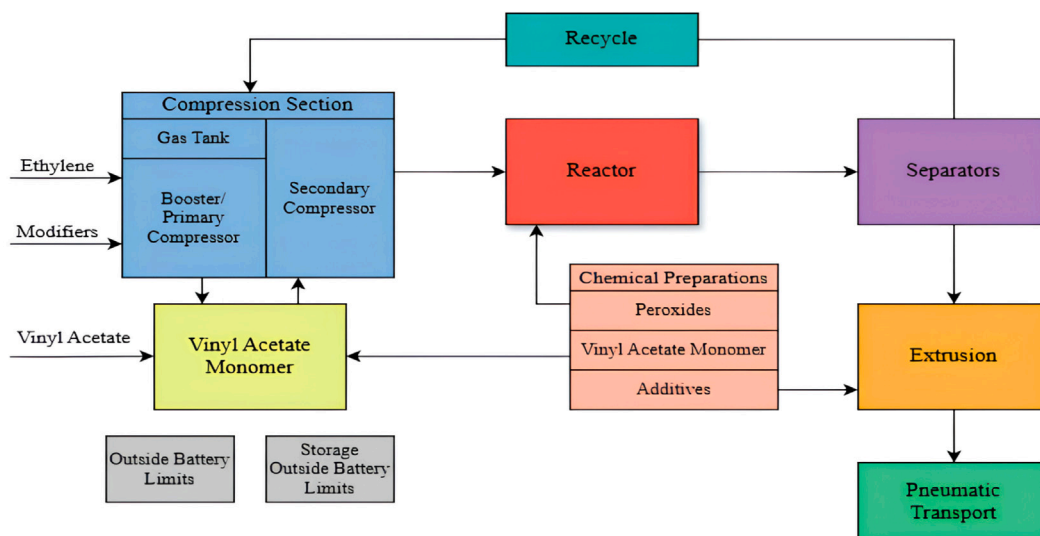 Recycle
Compression Section
Gas Tank
Ethylene
Booster/
Primary
Compressor
Secondary
Compressor
Modifiers
Reactor
Separators
Chemical Preparations
Peroxides
Vinyl Acetate Monomer
Additives
Vinyl Acetate
Vinyl Acetate
Monomer
Extrusion
Outside Battery
Limits
Storage
Outside Battery
Limits
Pneumatic
Transport